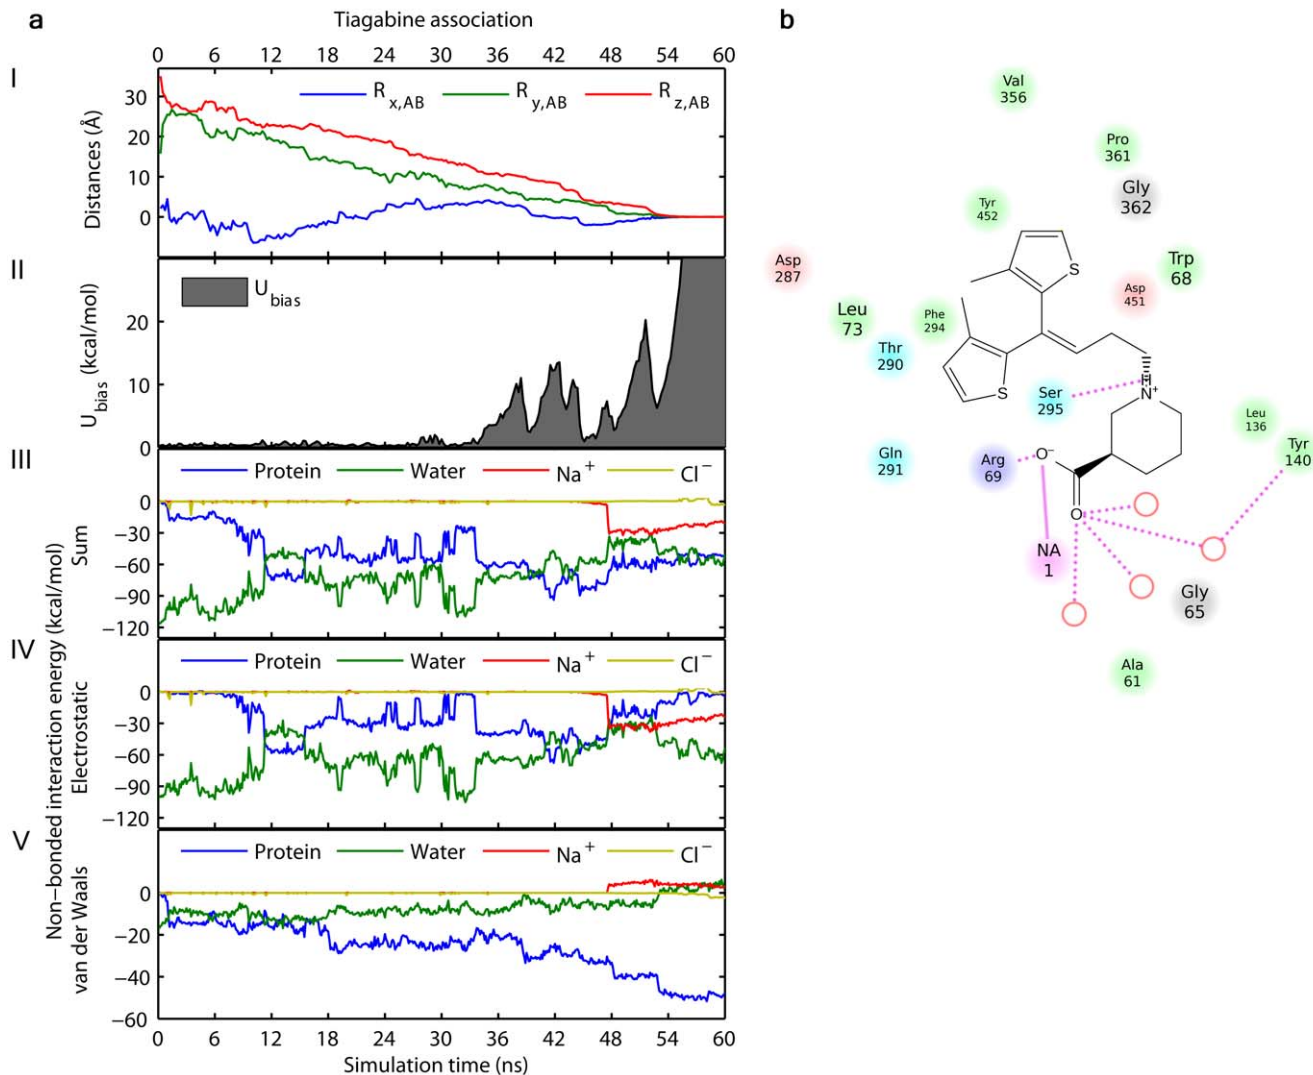 a
Tiagabine association
0 6 12 18 24 30 36 42 48 54 60
I
R x,AB R y,AB R z,AB
30
20
10
0
Distances (Å)
II
U bias
20
10
0
U bias (kcal/mol)
III
Protein Water Na+ Cl−
0
−30
−60
−90
−120
Sum
IV
Protein Water Na+ Cl−
0
−30
−60
−90
−120
Electrostatic
Non−bonded interaction energy (kcal/mol)
V
Protein Water Na+ Cl−
0
−20
−40
−60
van der Waals
0 6 12 18 24 30 36 42 48 54 60
Simulation time (ns)
b
Val
356
Pro
361
Gly
362
Tyr
452
Asp
287
Trp
68
S
Asp
451
Leu
73
Phe
294
Thr
290
S
Ser
295
H
N+
Leu
136
Tyr
140
Gln
291
Arg
69
O−
O
NA
1
Gly
65
Ala
61